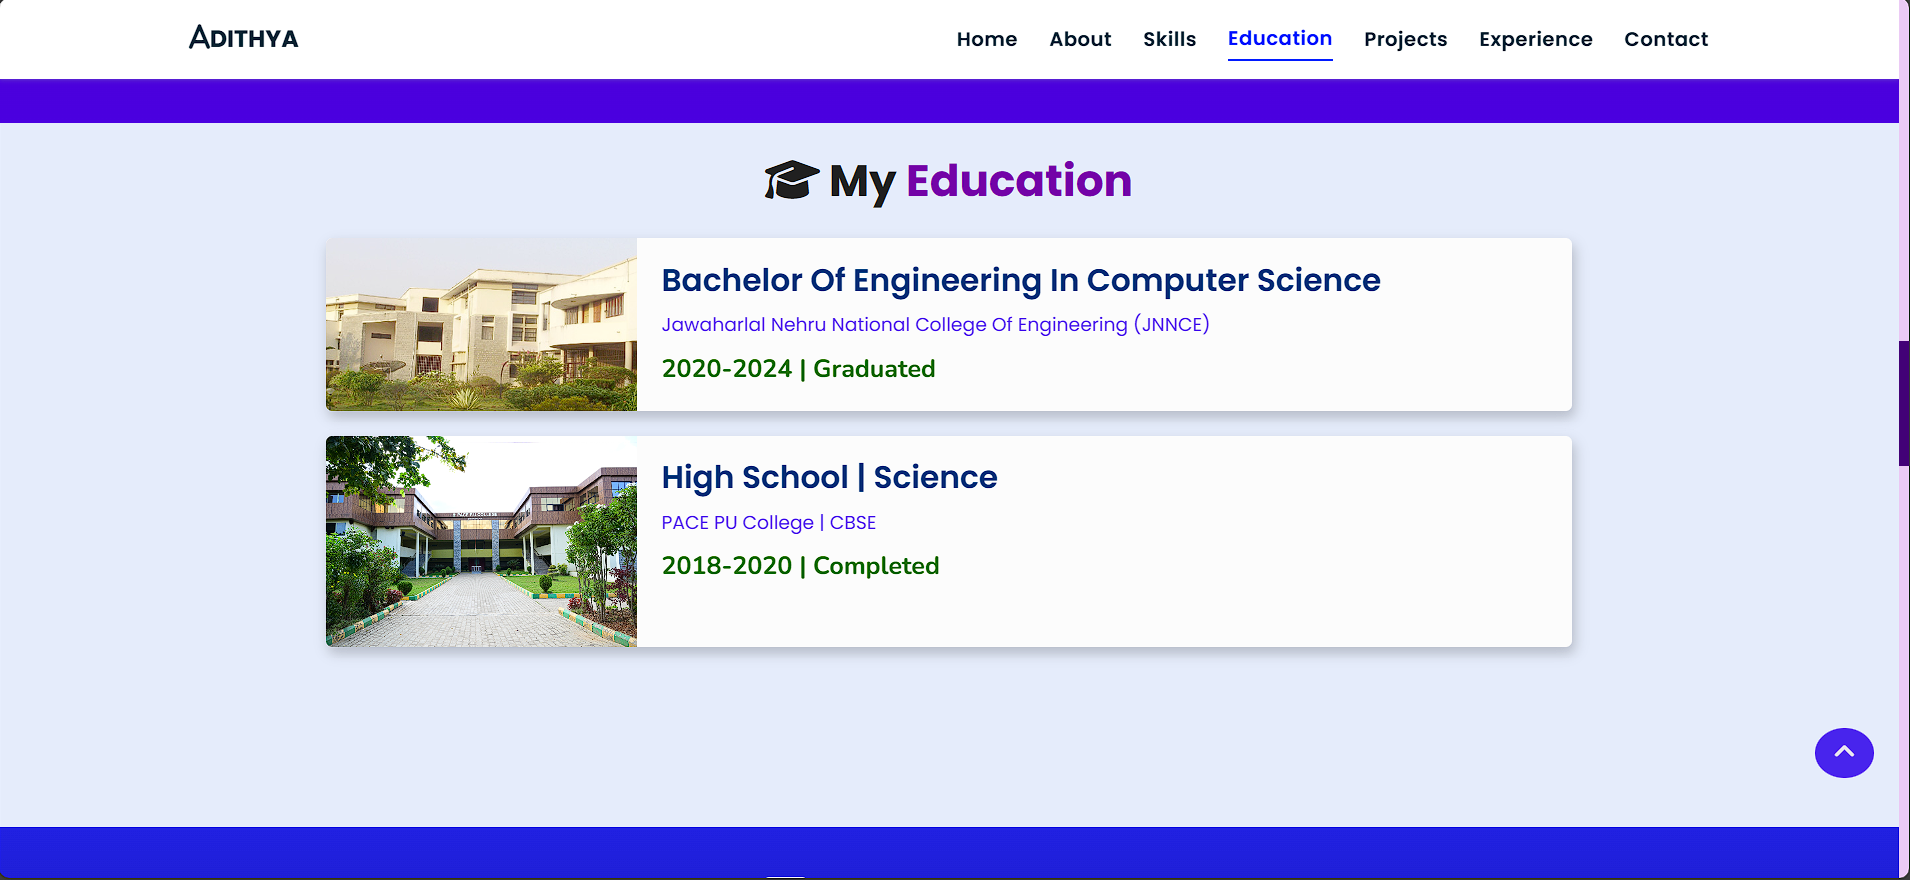 ADITHYA
Home About Skills Education Projects Experience Contact
My Education
Bachelor Of Engineering In Computer Science
Jawaharlal Nehru National College Of Engineering (JNNCE)
2020-2024 | Graduated
High School | Science
PACE PU College | CBSE
2018-2020 | Completed